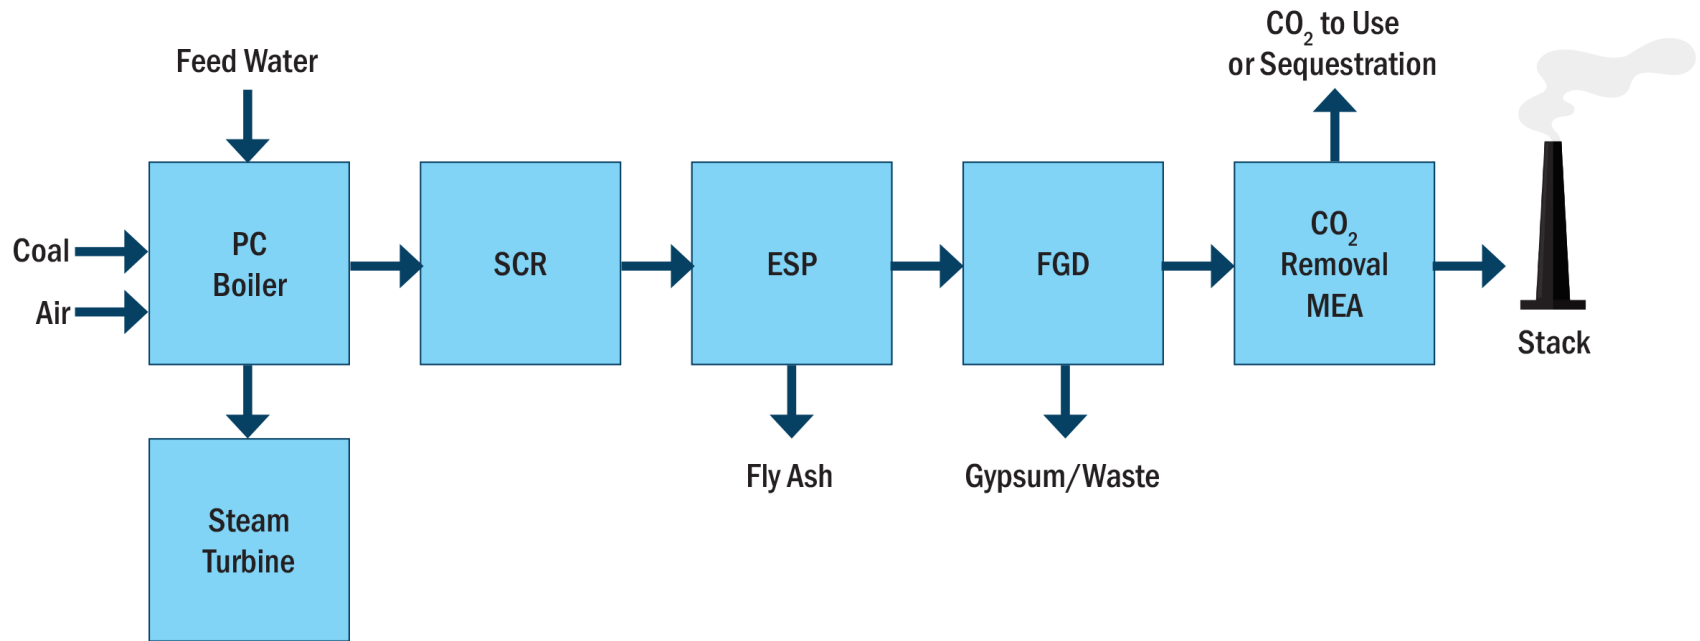 CO₂ to Use
or Sequestration
Feed Water
Coal
Air
PC
Boiler
SCR
ESP
FGD
CO₂
Removal
MEA
Stack
Fly Ash
Gypsum/Waste
Steam
Turbine